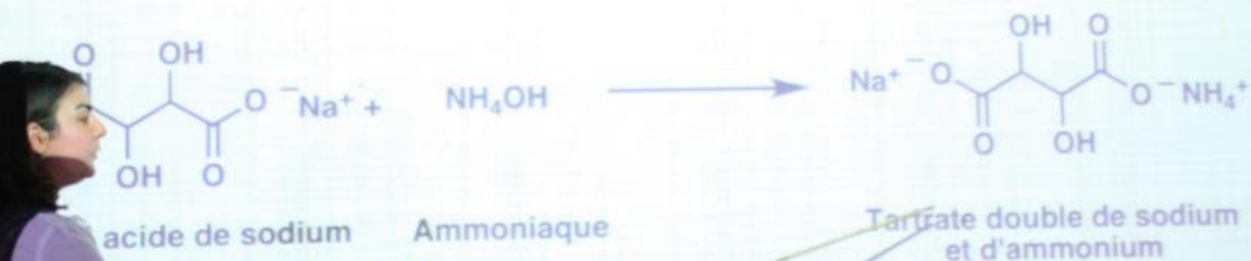 O OH OH O
O ⁻Na⁺ + NH₄OH Na⁺ ⁻O O⁻ NH₄⁺
OH O O OH
acide de sodium Ammoniaque Tartrate double de sodium
et d'ammonium